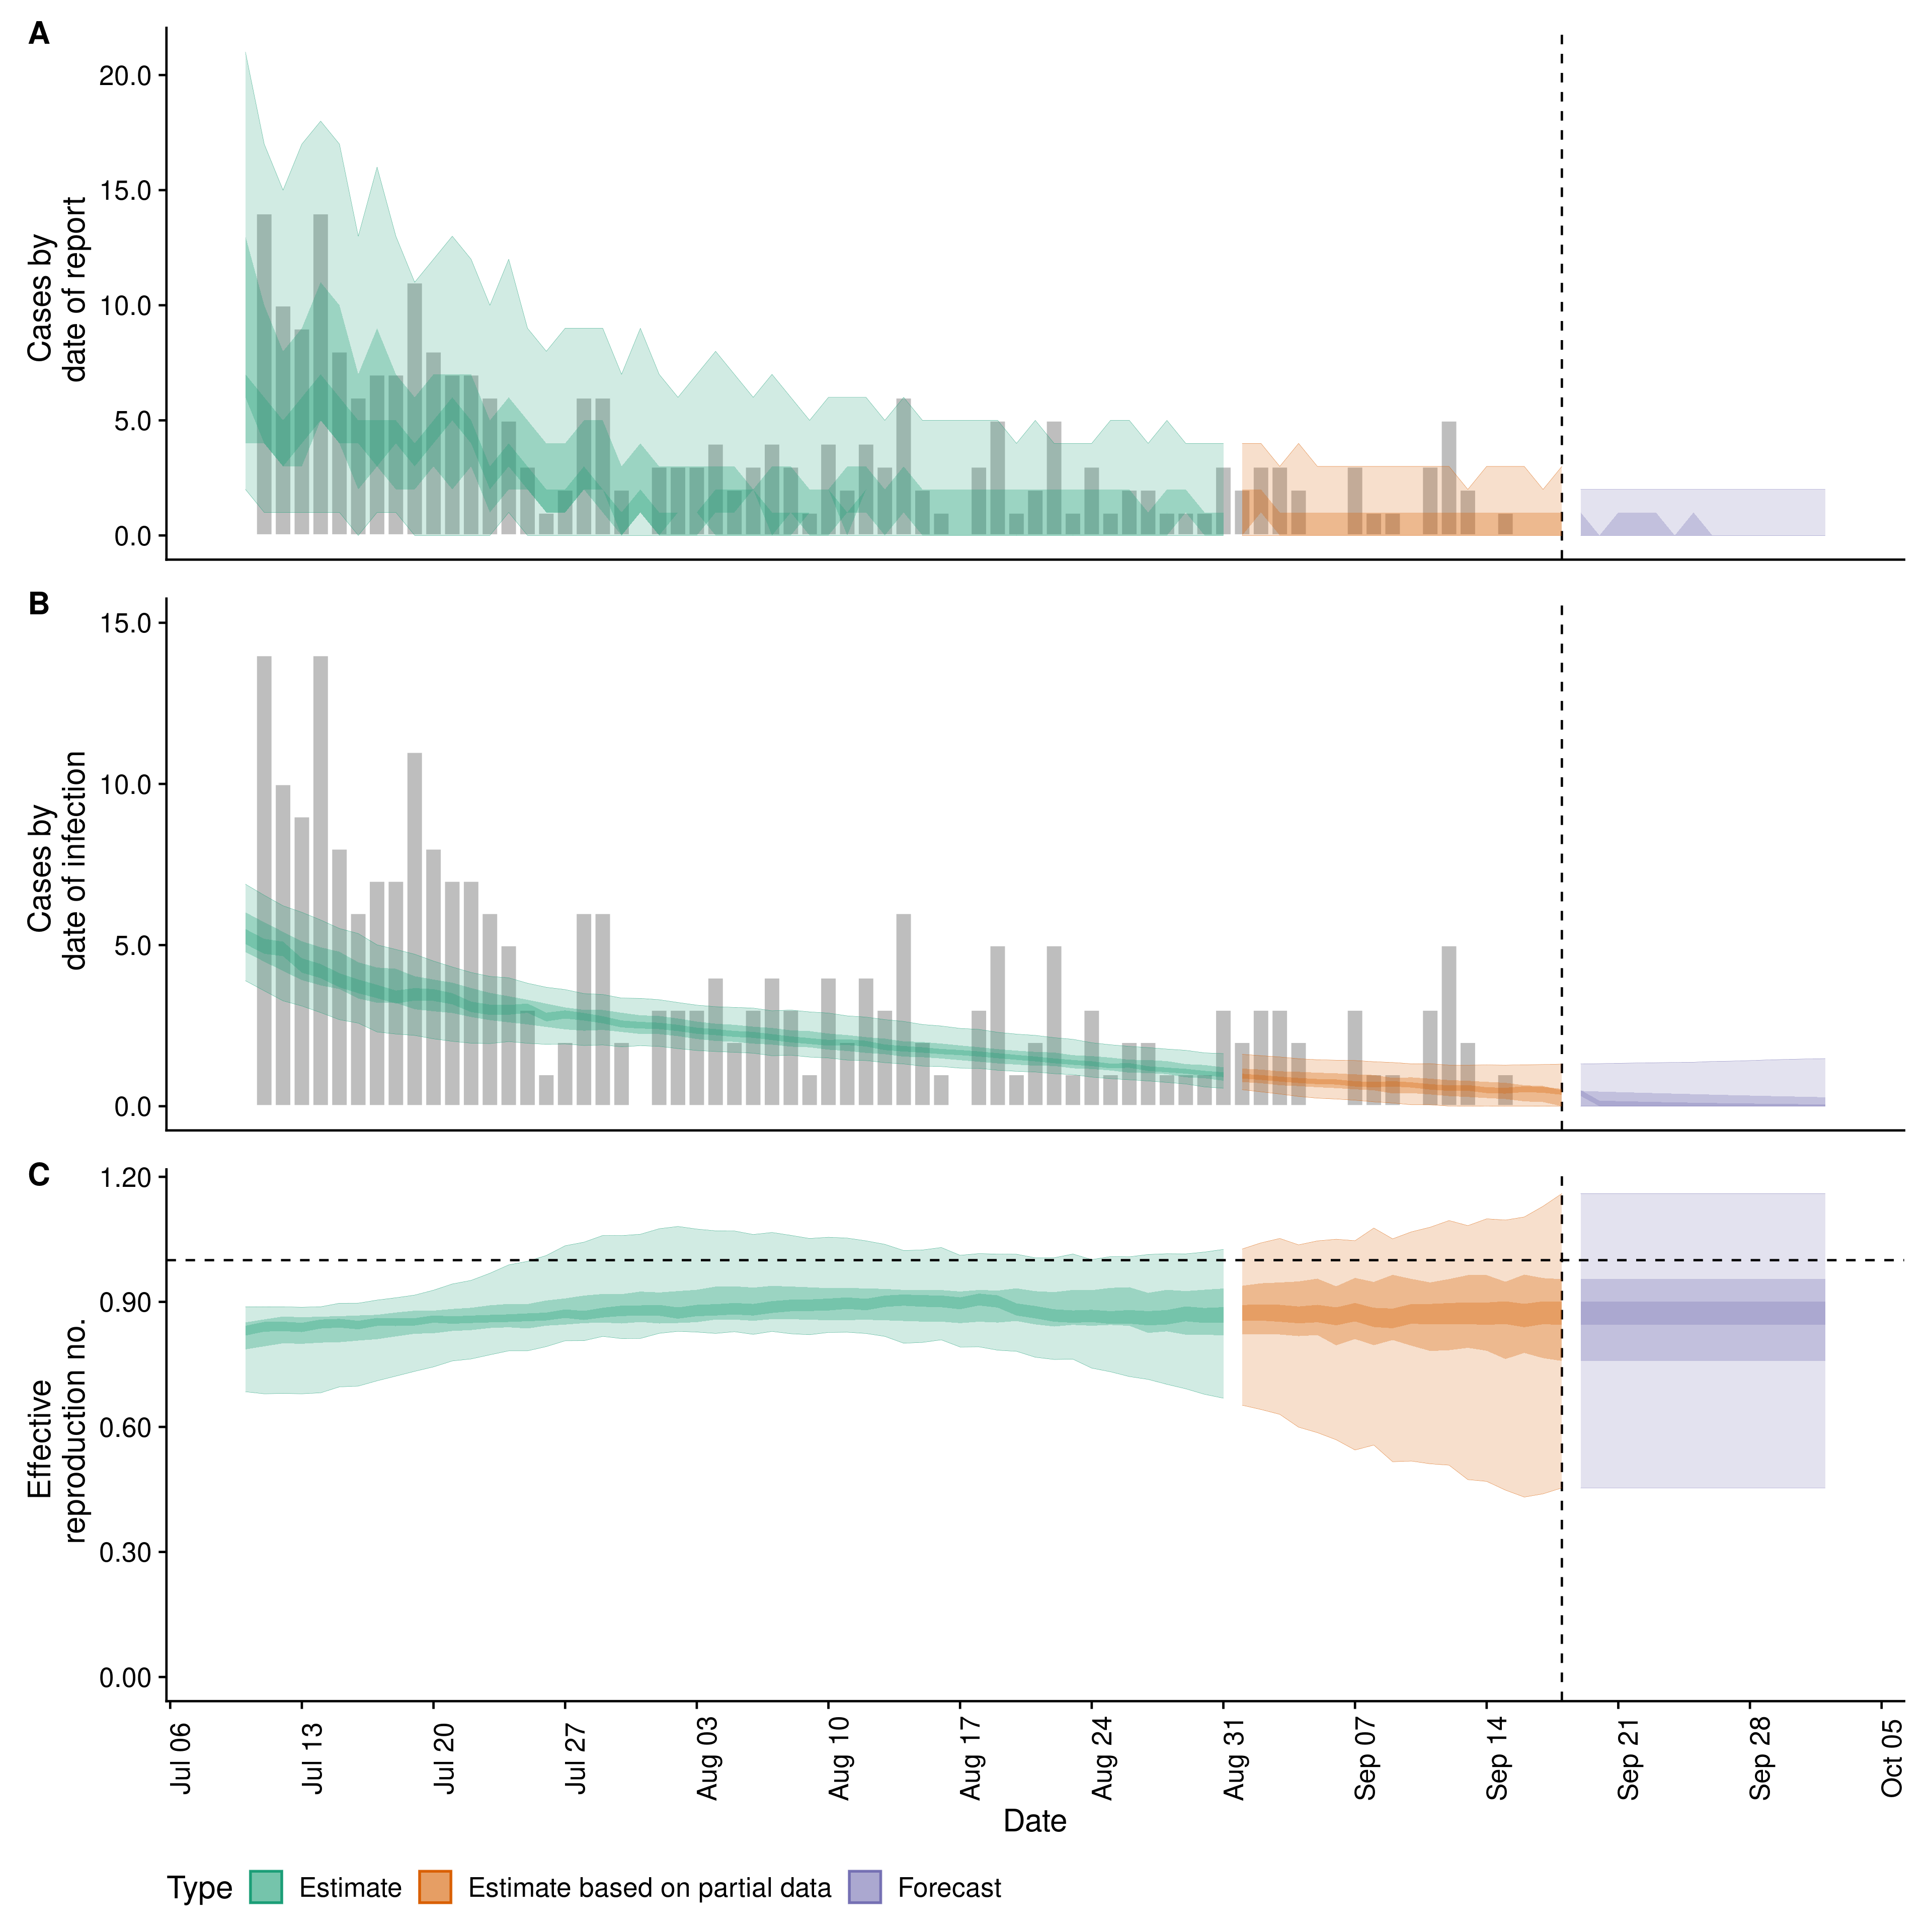 A
20.0
15.0
10.0
5.0
0.0
Cases by
date of report
B
15.0
10.0
5.0
0.0
Cases by
date of infection
C
1.20
0.90
0.60
0.30
0.00
Effective
reproduction no.
Jul 06
Jul 13
Jul 20
Jul 27
Aug 03
Aug 10
Aug 17
Aug 24
Aug 31
Sep 07
Sep 14
Sep 21
Sep 28
Oct 05
Date
Type Estimate Estimate based on partial data Forecast